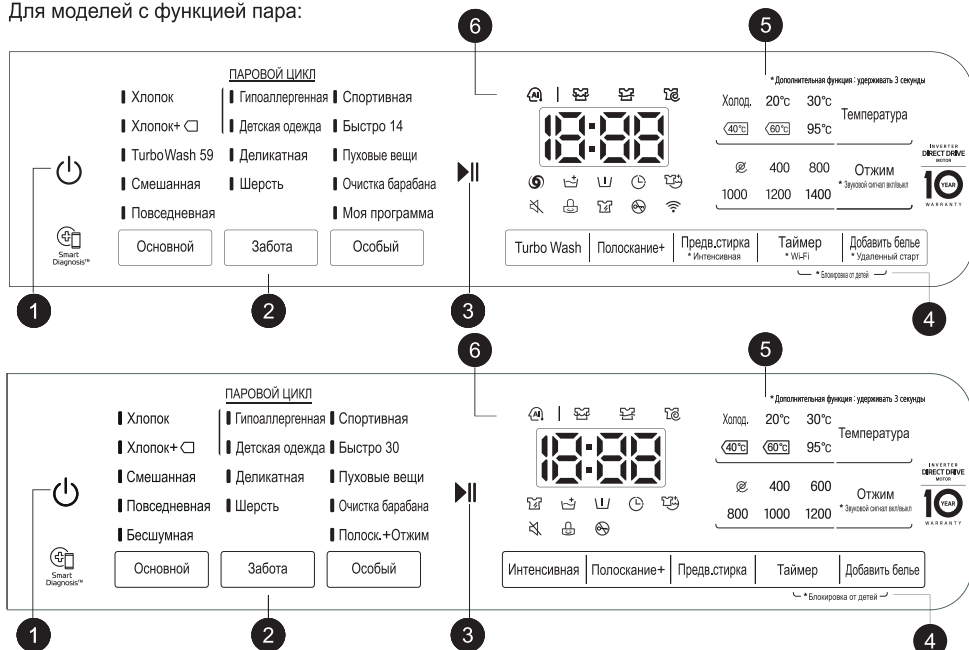 Для моделей с функцией пара:
6
5
ПАРОВОЙ ЦИКЛ
Хлопок
Хлопок+
TurboWash 59
Смешанная
Повседневная
Гипоаллергенная
Детская одежда
Деликатная
Шерсть
Спортивная
Быстро 14
Пуховые вещи
Очистка барабана
Моя программа
Smart
Diagnosis™
Основной
Забота
Особый
AI
18:88
* Дополнительная функция : удерживать 3 секунды
Холод. 20°c 30°c
40°c 60°c 95°c
Температура
400 800
1000 1200 1400
Отжим
* Звуковой сигнал вкл/выкл
INVERTER
DIRECT DRIVE
MOTOR
10 YEAR
WARRANTY
Turbo Wash
Полоскание+
Предв.стирка
* Интенсивная
Таймер
* Wi-Fi
Добавить белье
* Удаленный старт
* Блокировка от детей
1
2
3
4
6
5
ПАРОВОЙ ЦИКЛ
Хлопок
Хлопок+
Смешанная
Повседневная
Бесшумная
Гипоаллергенная
Детская одежда
Деликатная
Шерсть
Спортивная
Быстро 30
Пуховые вещи
Очистка барабана
Полоск.+Отжим
Smart
Diagnosis™
Основной
Забота
Особый
AI
18:88
* Дополнительная функция : удерживать 3 секунды
Холод. 20°c 30°c
40°c 60°c 95°c
Температура
400 600
800 1000 1200
Отжим
* Звуковой сигнал вкл/выкл
INVERTER
DIRECT DRIVE
MOTOR
10 YEAR
WARRANTY
Интенсивная
Полоскание+
Предв.стирка
Таймер
Добавить белье
* Блокировка от детей
1
2
3
4